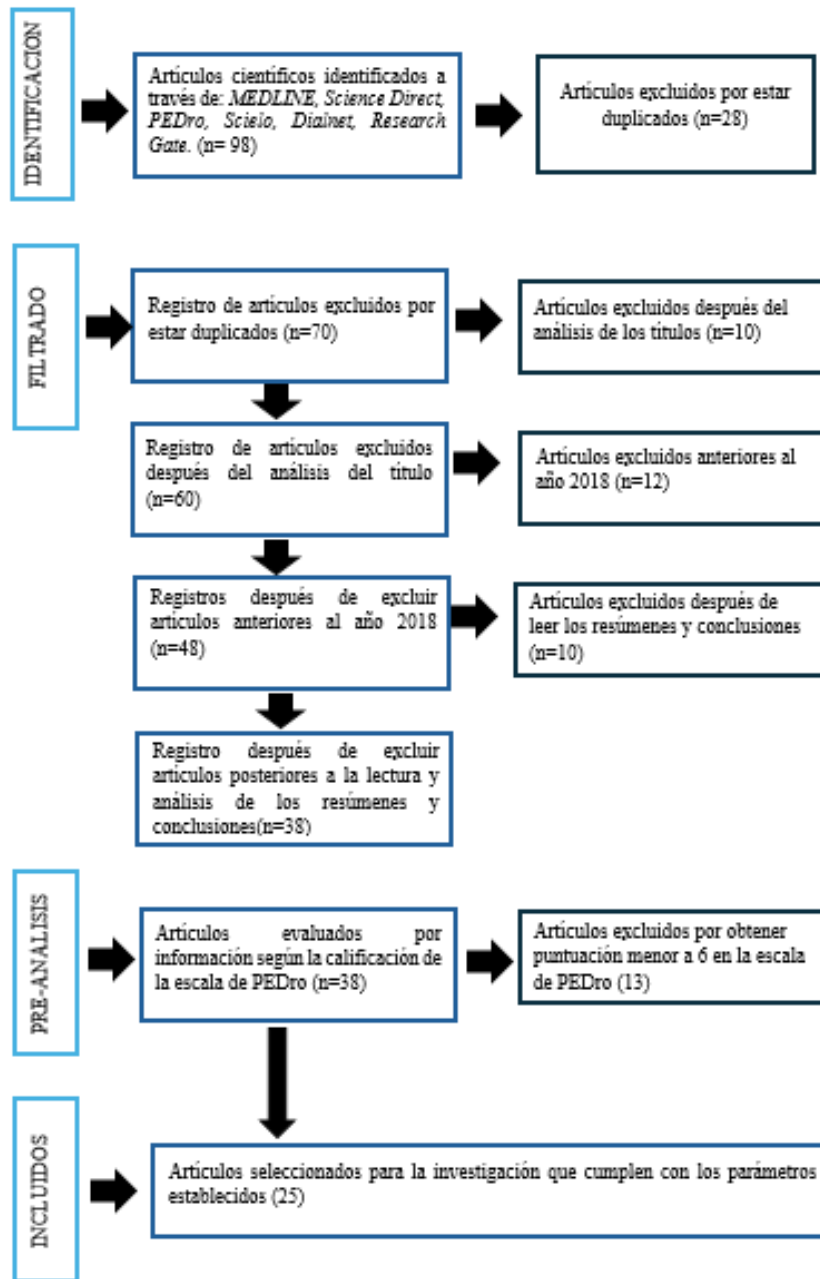 IDENTIFICACION
Artículos científicos identificados a
través de: MEDLINE, Science Direct,
PEDro, Scielo, Dialnet, Research
Gate. (n= 98)
Artículos excluidos por estar
duplicados (n=28)
FILTRADO
Registro de artículos excluidos por
estar duplicados (n=70)
Artículos excluidos después del
análisis de los títulos (n=10)
Registro de artículos excluidos
después del análisis del título
(n=60)
Artículos excluidos anteriores al
año 2018 (n=12)
Registros después de excluir
artículos anteriores al año 2018
(n=48)
Artículos excluidos después de
leer los resúmenes y conclusiones
(n=10)
Registro después de excluir
artículos posteriores a la lectura y
análisis de los resúmenes y
conclusiones(n=38)
PRE-ANALISIS
Artículos evaluados por
información según la calificación de
la escala de PEDro (n=38)
Artículos excluidos por obtener
puntuación menor a 6 en la escala
de PEDro (13)
INCLUIDOS
Artículos seleccionados para la investigación que cumplen con los parámetros
establecidos (25)